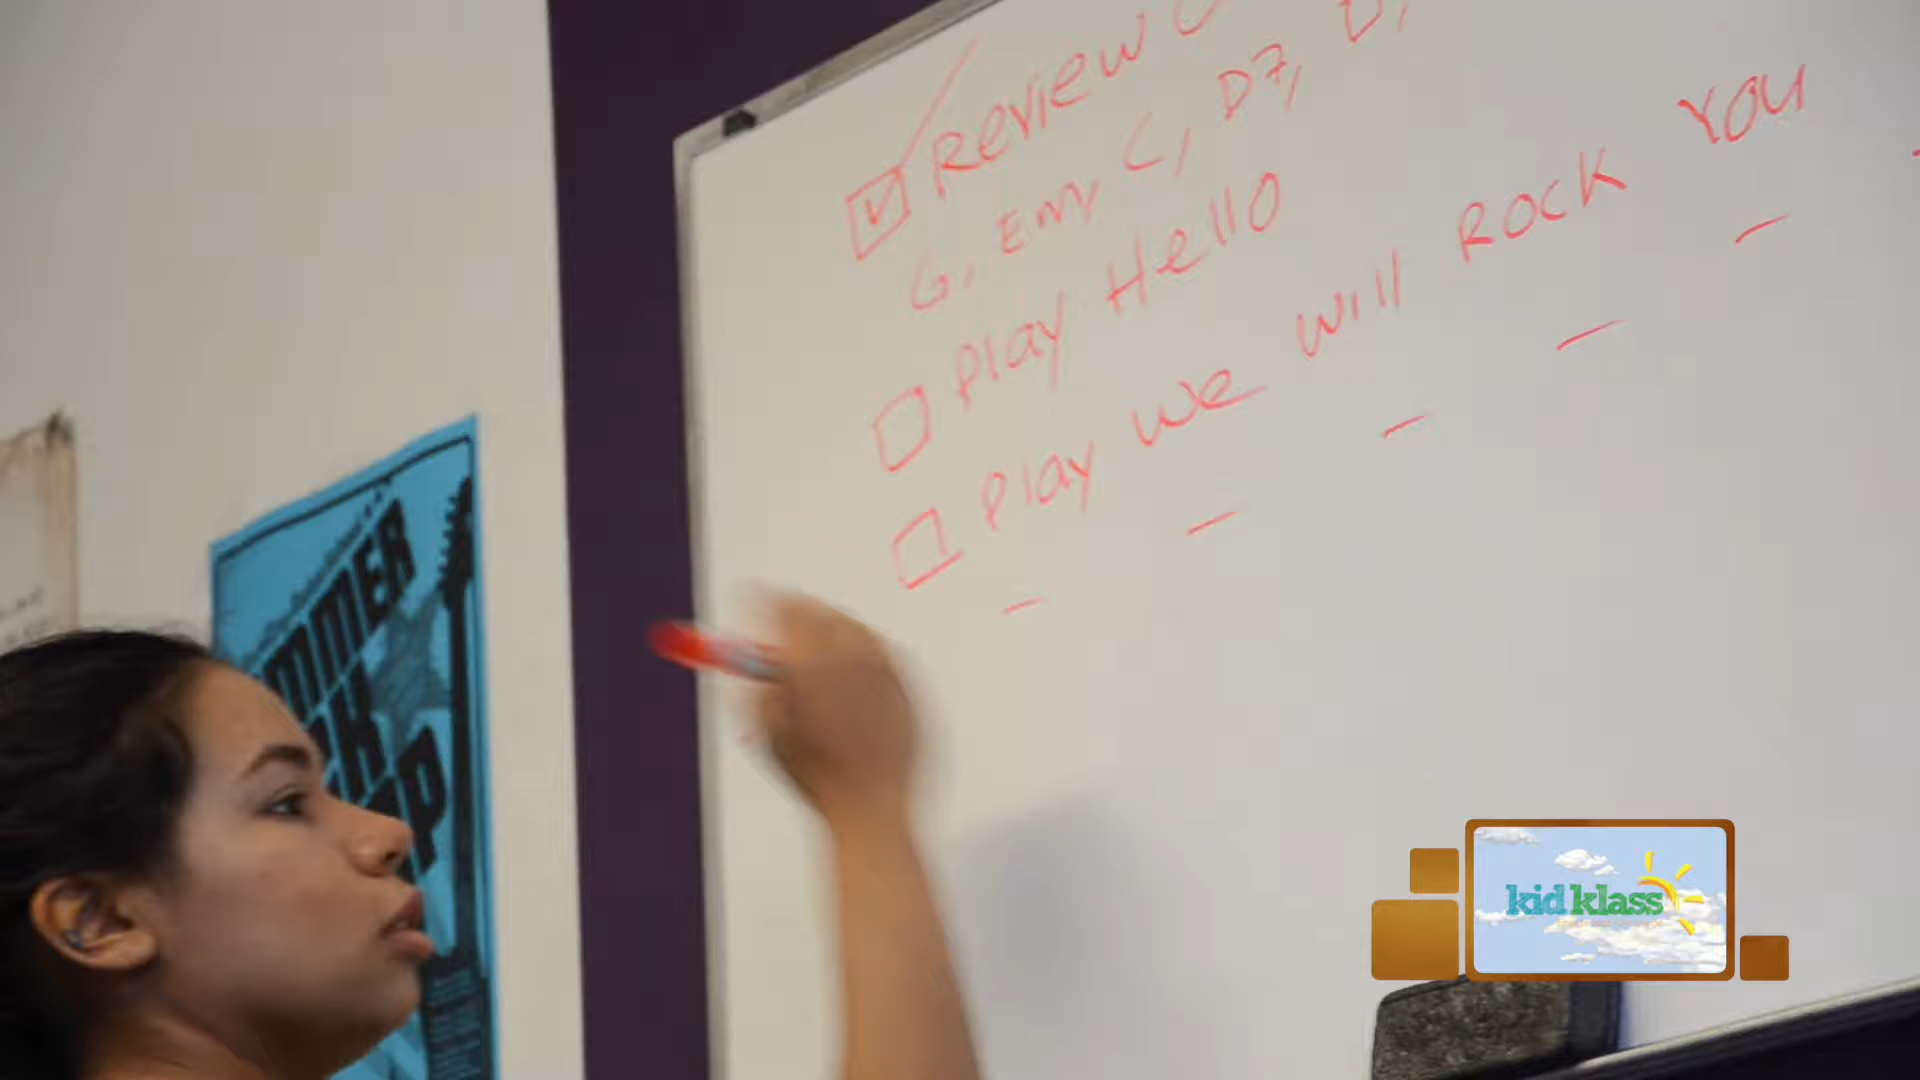 Review
G, Em, C, D7, D,
Play Hello
Play We Will Rock You
kid klass